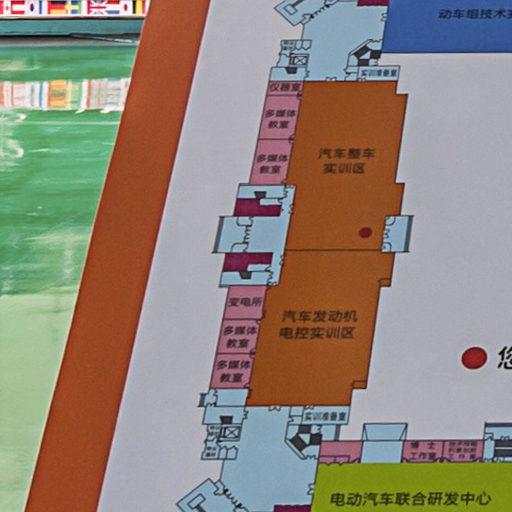 动车组技术
实训准备室
仪器室
多媒体
教室
汽车整车
实训区
多媒体
教室
变电所
汽车发动机
电控实训区
多媒体
教室
多媒体
教室
您
实训准备室
博士
工作室
电动汽车联合研发中心